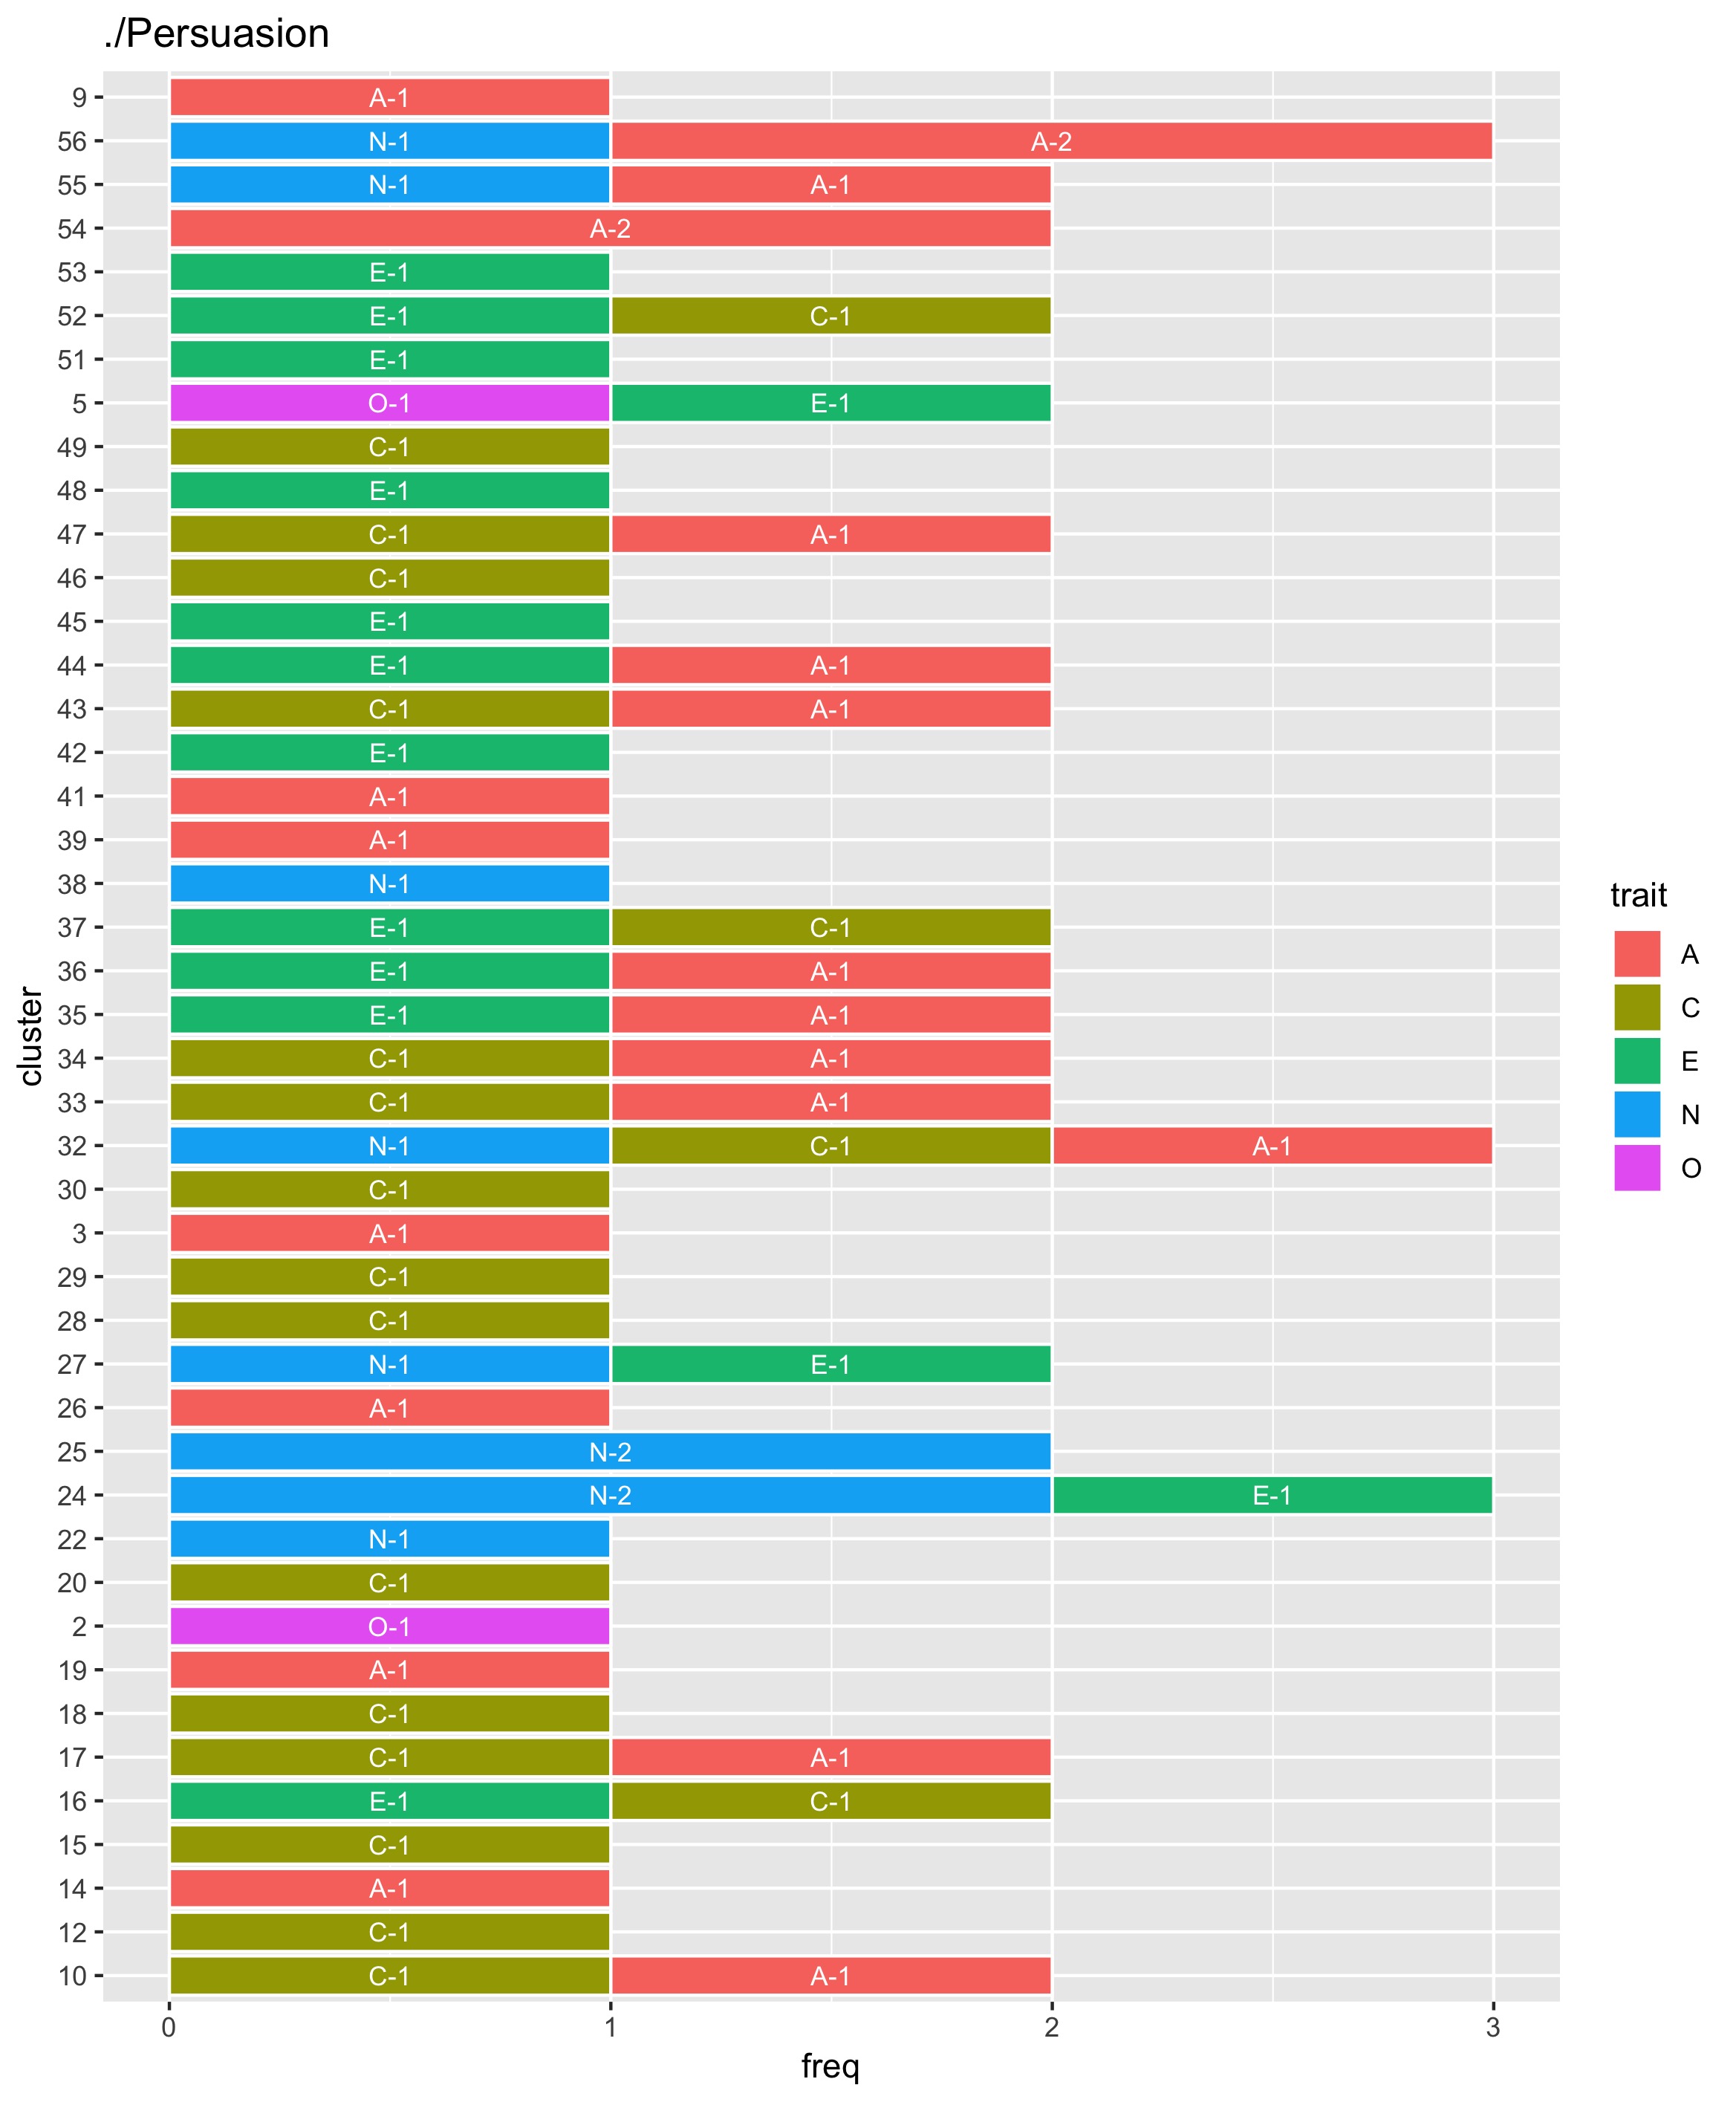 ./Persuasion
9 A-1
56 N-1 A-2
55 N-1 A-1
54 A-2
53 E-1
52 E-1 C-1
51 E-1
5 O-1 E-1
49 C-1
48 E-1
47 C-1 A-1
46 C-1
45 E-1
44 E-1 A-1
43 C-1 A-1
42 E-1
41 A-1
39 A-1
38 N-1
37 E-1 C-1
36 E-1 A-1
35 E-1 A-1
34 C-1 A-1
33 C-1 A-1
32 N-1 C-1 A-1
30 C-1
3 A-1
29 C-1
28 C-1
27 N-1 E-1
26 A-1
25 N-2
24 N-2 E-1
22 N-1
20 C-1
2 O-1
19 A-1
18 C-1
17 C-1 A-1
16 E-1 C-1
15 C-1
14 A-1
12 C-1
10 C-1 A-1
0 1 2 3
freq
cluster
trait
A
C
E
N
O